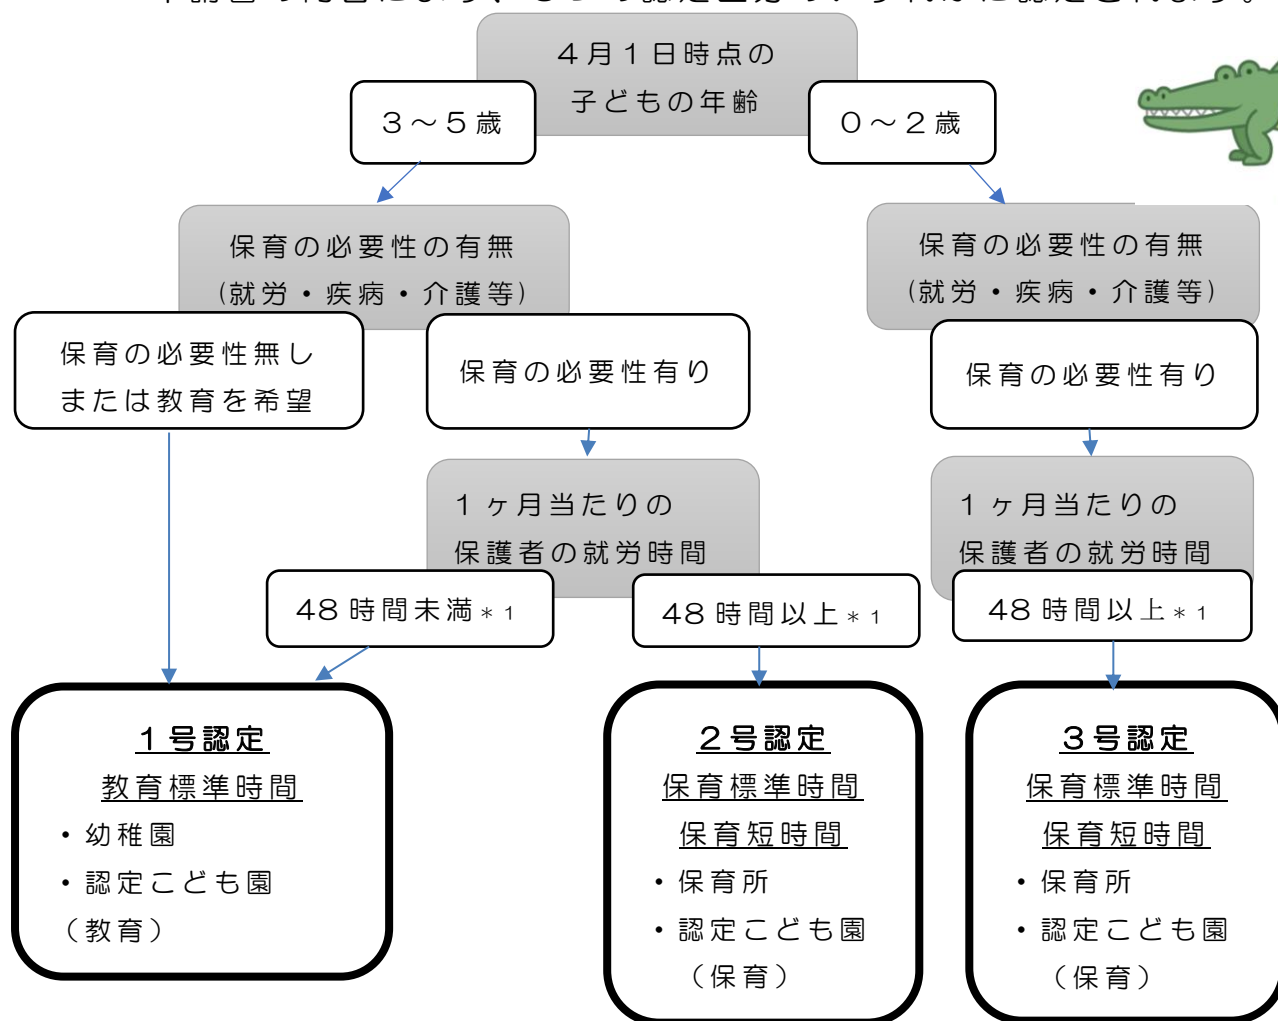 ４月１日時点の
子どもの年齢
３～５歳
０～２歳
保育の必要性の有無
（就労・疾病・介護等）
保育の必要性の有無
（就労・疾病・介護等）
保育の必要性無し
または教育を希望
保育の必要性有り
保育の必要性有り
１ヶ月当たりの
保護者の就労時間
１ヶ月当たりの
保護者の就労時間
48時間未満＊１
48時間以上＊１
48時間以上＊１
１号認定
教育標準時間
・幼稚園
・認定こども園
（教育）
２号認定
保育標準時間
保育短時間
・保育所
・認定こども園
（保育）
３号認定
保育標準時間
保育短時間
・保育所
・認定こども園
（保育）